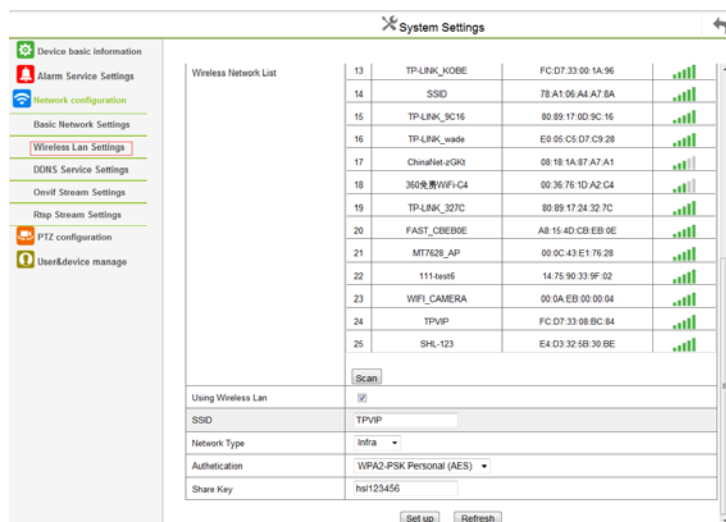 System Settings
Device basic information
Alarm Service Settings
Network configuration
Basic Network Settings
Wireless Lan Settings
DDNS Service Settings
Onvif Stream Settings
Rtsp Stream Settings
PTZ configuration
User&device manage
Wireless Network List
13 TP-LINK_KOBE FC:D7:33:00:1A:96
14 SSID 78:A1:06:A4:A7:8A
15 TP-LINK_9C16 80:89:17:0D:9C:16
16 TP-LINK_wade E0:05:C5:D7:C9:28
17 ChinaNet-zGKt 08:18:1A:87:A7:A1
18 360免费WiFi-C4 00:36:76:1D:A2:C4
19 TP-LINK_327C 80:89:17:24:32:7C
20 FAST_CBEB0E A8:15:4D:CB:EB:0E
21 MT7628_AP 00:0C:43:E1:76:28
22 111-test6 14:75:90:33:9F:02
23 WIFI_CAMERA 00:0A:EB:00:00:04
24 TPVIP FC:D7:33:08:BC:84
25 SHL-123 E4:D3:32:5B:30:BE
Scan
Using Wireless Lan
SSID TPVIP
Network Type Infra
Authetication WPA2-PSK Personal (AES)
Share Key hsl123456
Set up Refresh